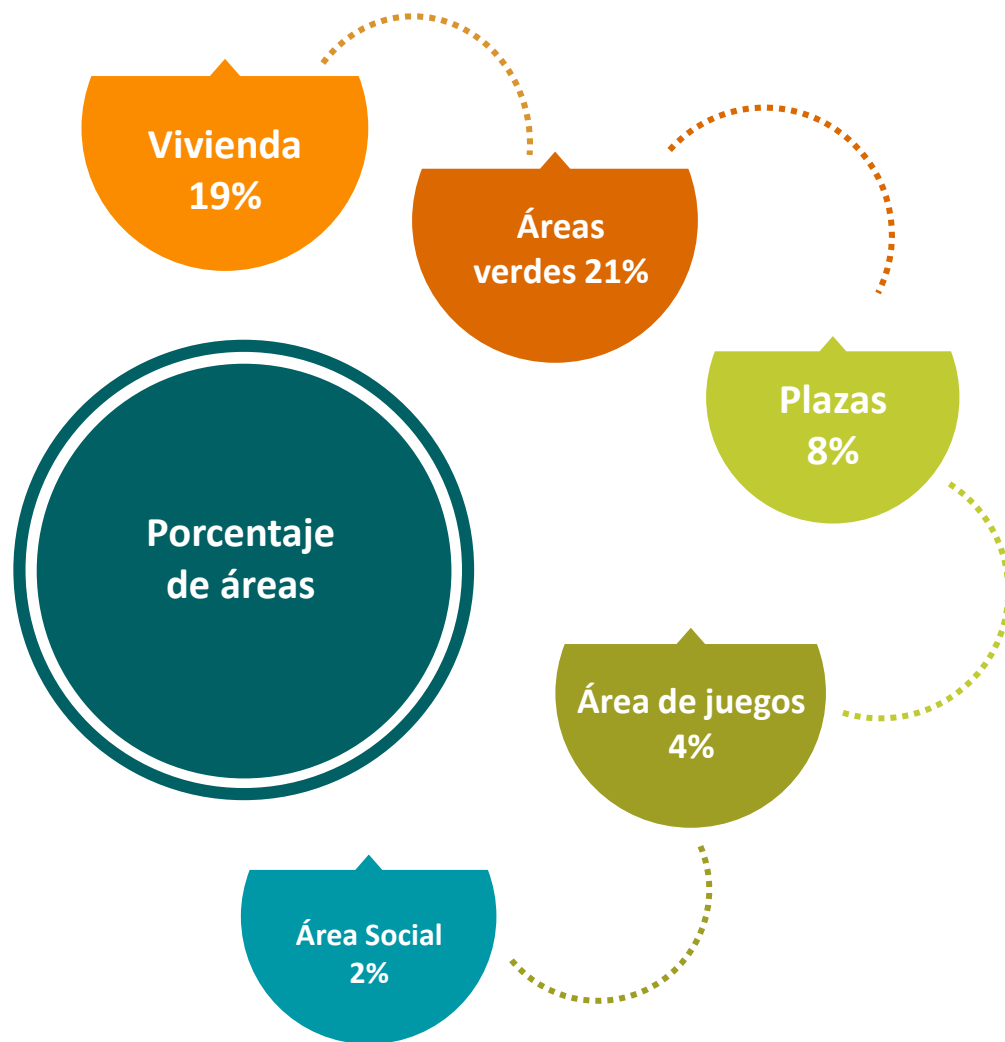 Vivienda
19%
Áreas
verdes 21%
Plazas
8%
Porcentaje
de áreas
Área de juegos
4%
Área Social
2%